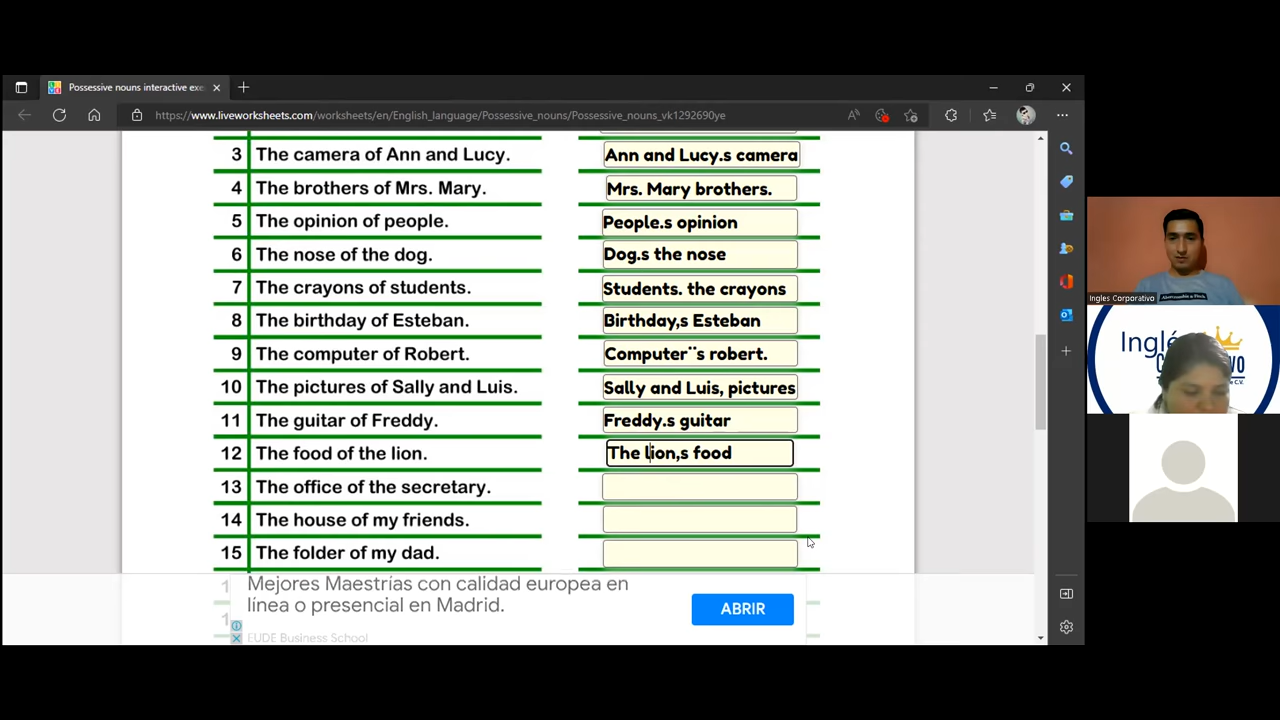 Possessive nouns interactive exe
https://www.liveworksheets.com/worksheets/en/English_language/Possessive_nouns/Possessive_nouns_vk1292690ye
3 The camera of Ann and Lucy. Ann and Lucy.s camera
4 The brothers of Mrs. Mary. Mrs. Mary brothers.
5 The opinion of people. People.s opinion
6 The nose of the dog. Dog.s the nose
7 The crayons of students. Students. the crayons
8 The birthday of Esteban. Birthday,s Esteban
9 The computer of Robert. Computer¨s robert.
10 The pictures of Sally and Luis. Sally and Luis, pictures
11 The guitar of Freddy. Freddy.s guitar
12 The food of the lion. The lion,s food
13 The office of the secretary.
14 The house of my friends.
15 The folder of my dad.
Mejores Maestrías con calidad europea en
línea o presencial en Madrid.
ABRIR
EUDE Business School
Ingles Corporativo